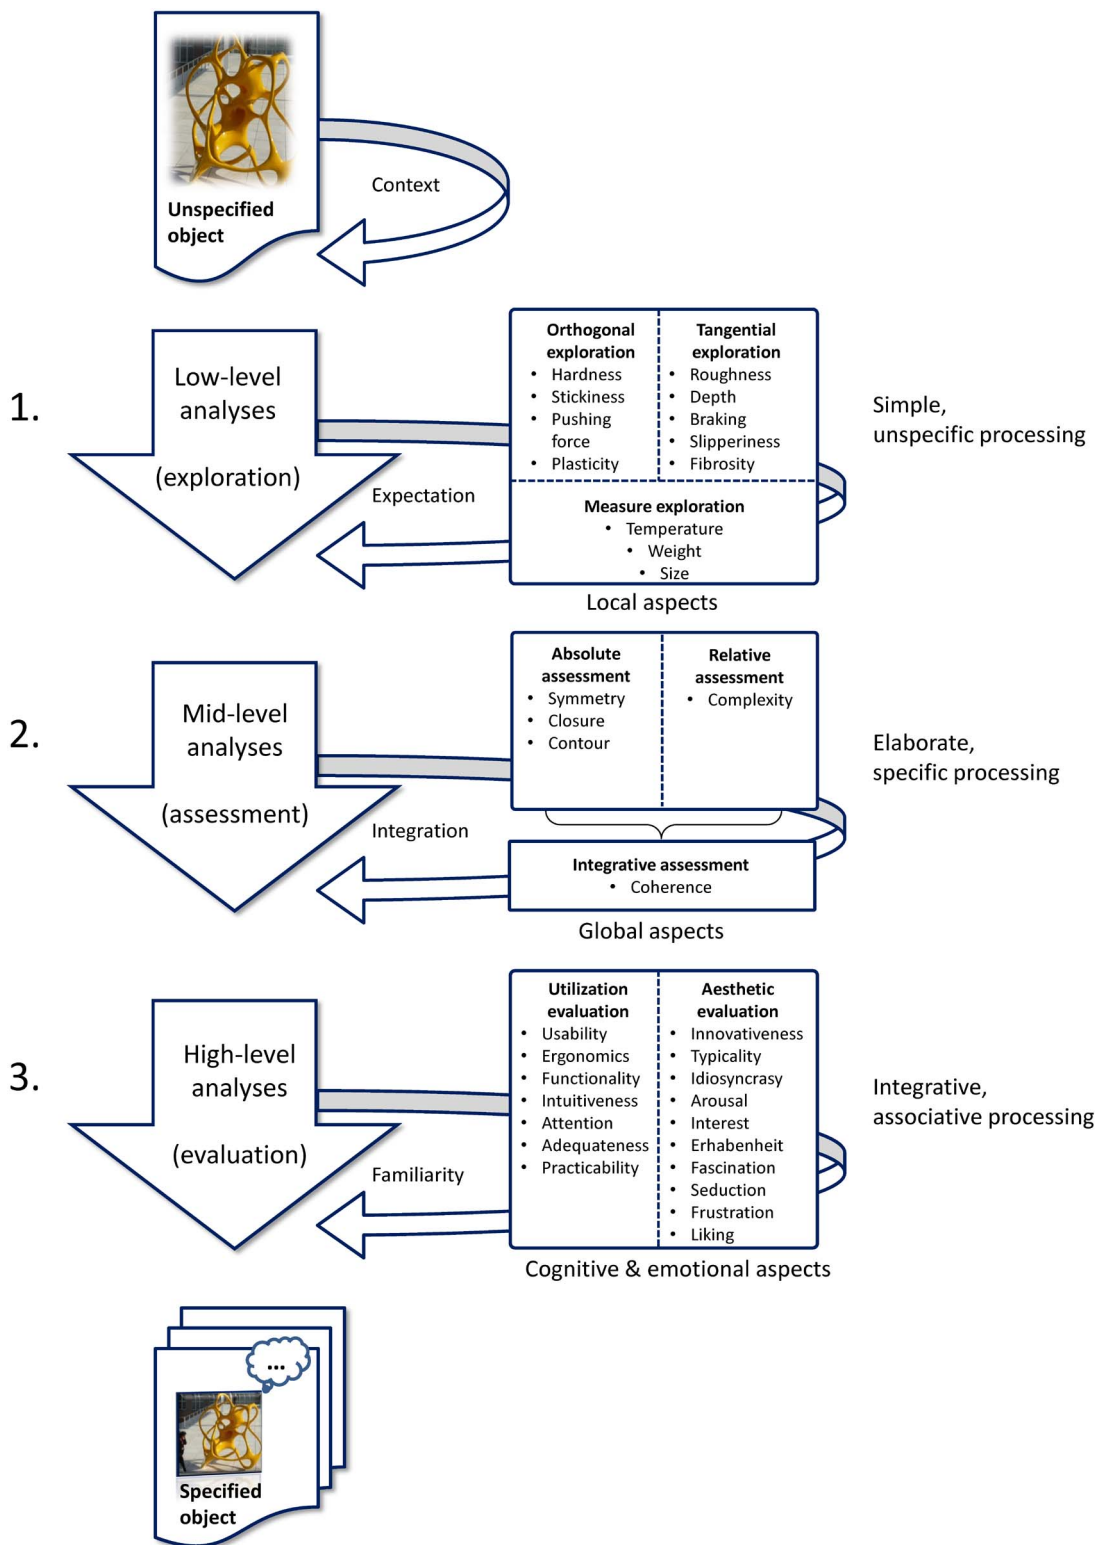 Unspecified
object
Context
1.
Low-level
analyses
(exploration)
Expectation
Orthogonal
exploration
• Hardness
• Stickiness
• Pushing
force
• Plasticity
Tangential
exploration
• Roughness
• Depth
• Braking
• Slipperiness
• Fibrosity
Measure exploration
• Temperature
• Weight
• Size
Local aspects
Simple,
unspecific processing
2.
Mid-level
analyses
(assessment)
Integration
Absolute
assessment
• Symmetry
• Closure
• Contour
Relative
assessment
• Complexity
Integrative assessment
• Coherence
Global aspects
Elaborate,
specific processing
3.
High-level
analyses
(evaluation)
Familiarity
Utilization
evaluation
• Usability
• Ergonomics
• Functionality
• Intuitiveness
• Attention
• Adequateness
• Practicability
Aesthetic
evaluation
• Innovativeness
• Typicality
• Idiosyncrasy
• Arousal
• Interest
• Erhabenheit
• Fascination
• Seduction
• Frustration
• Liking
Cognitive & emotional aspects
Integrative,
associative processing
...
Specified
object